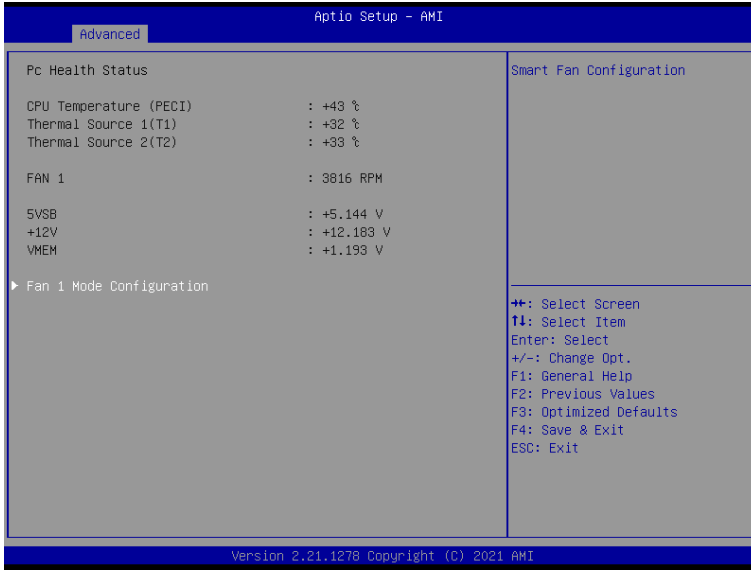 Aptio Setup – AMI
Advanced
Pc Health Status
CPU Temperature (PECI) : +43 ℃
Thermal Source 1(T1) : +32 ℃
Thermal Source 2(T2) : +33 ℃
FAN 1 : 3816 RPM
5VSB : +5.144 V
+12V : +12.183 V
VMEM : +1.193 V
▶ Fan 1 Mode Configuration
Smart Fan Configuration
→←: Select Screen
↑↓: Select Item
Enter: Select
+/-: Change Opt.
F1: General Help
F2: Previous Values
F3: Optimized Defaults
F4: Save & Exit
ESC: Exit
Version 2.21.1278 Copyright (C) 2021 AMI